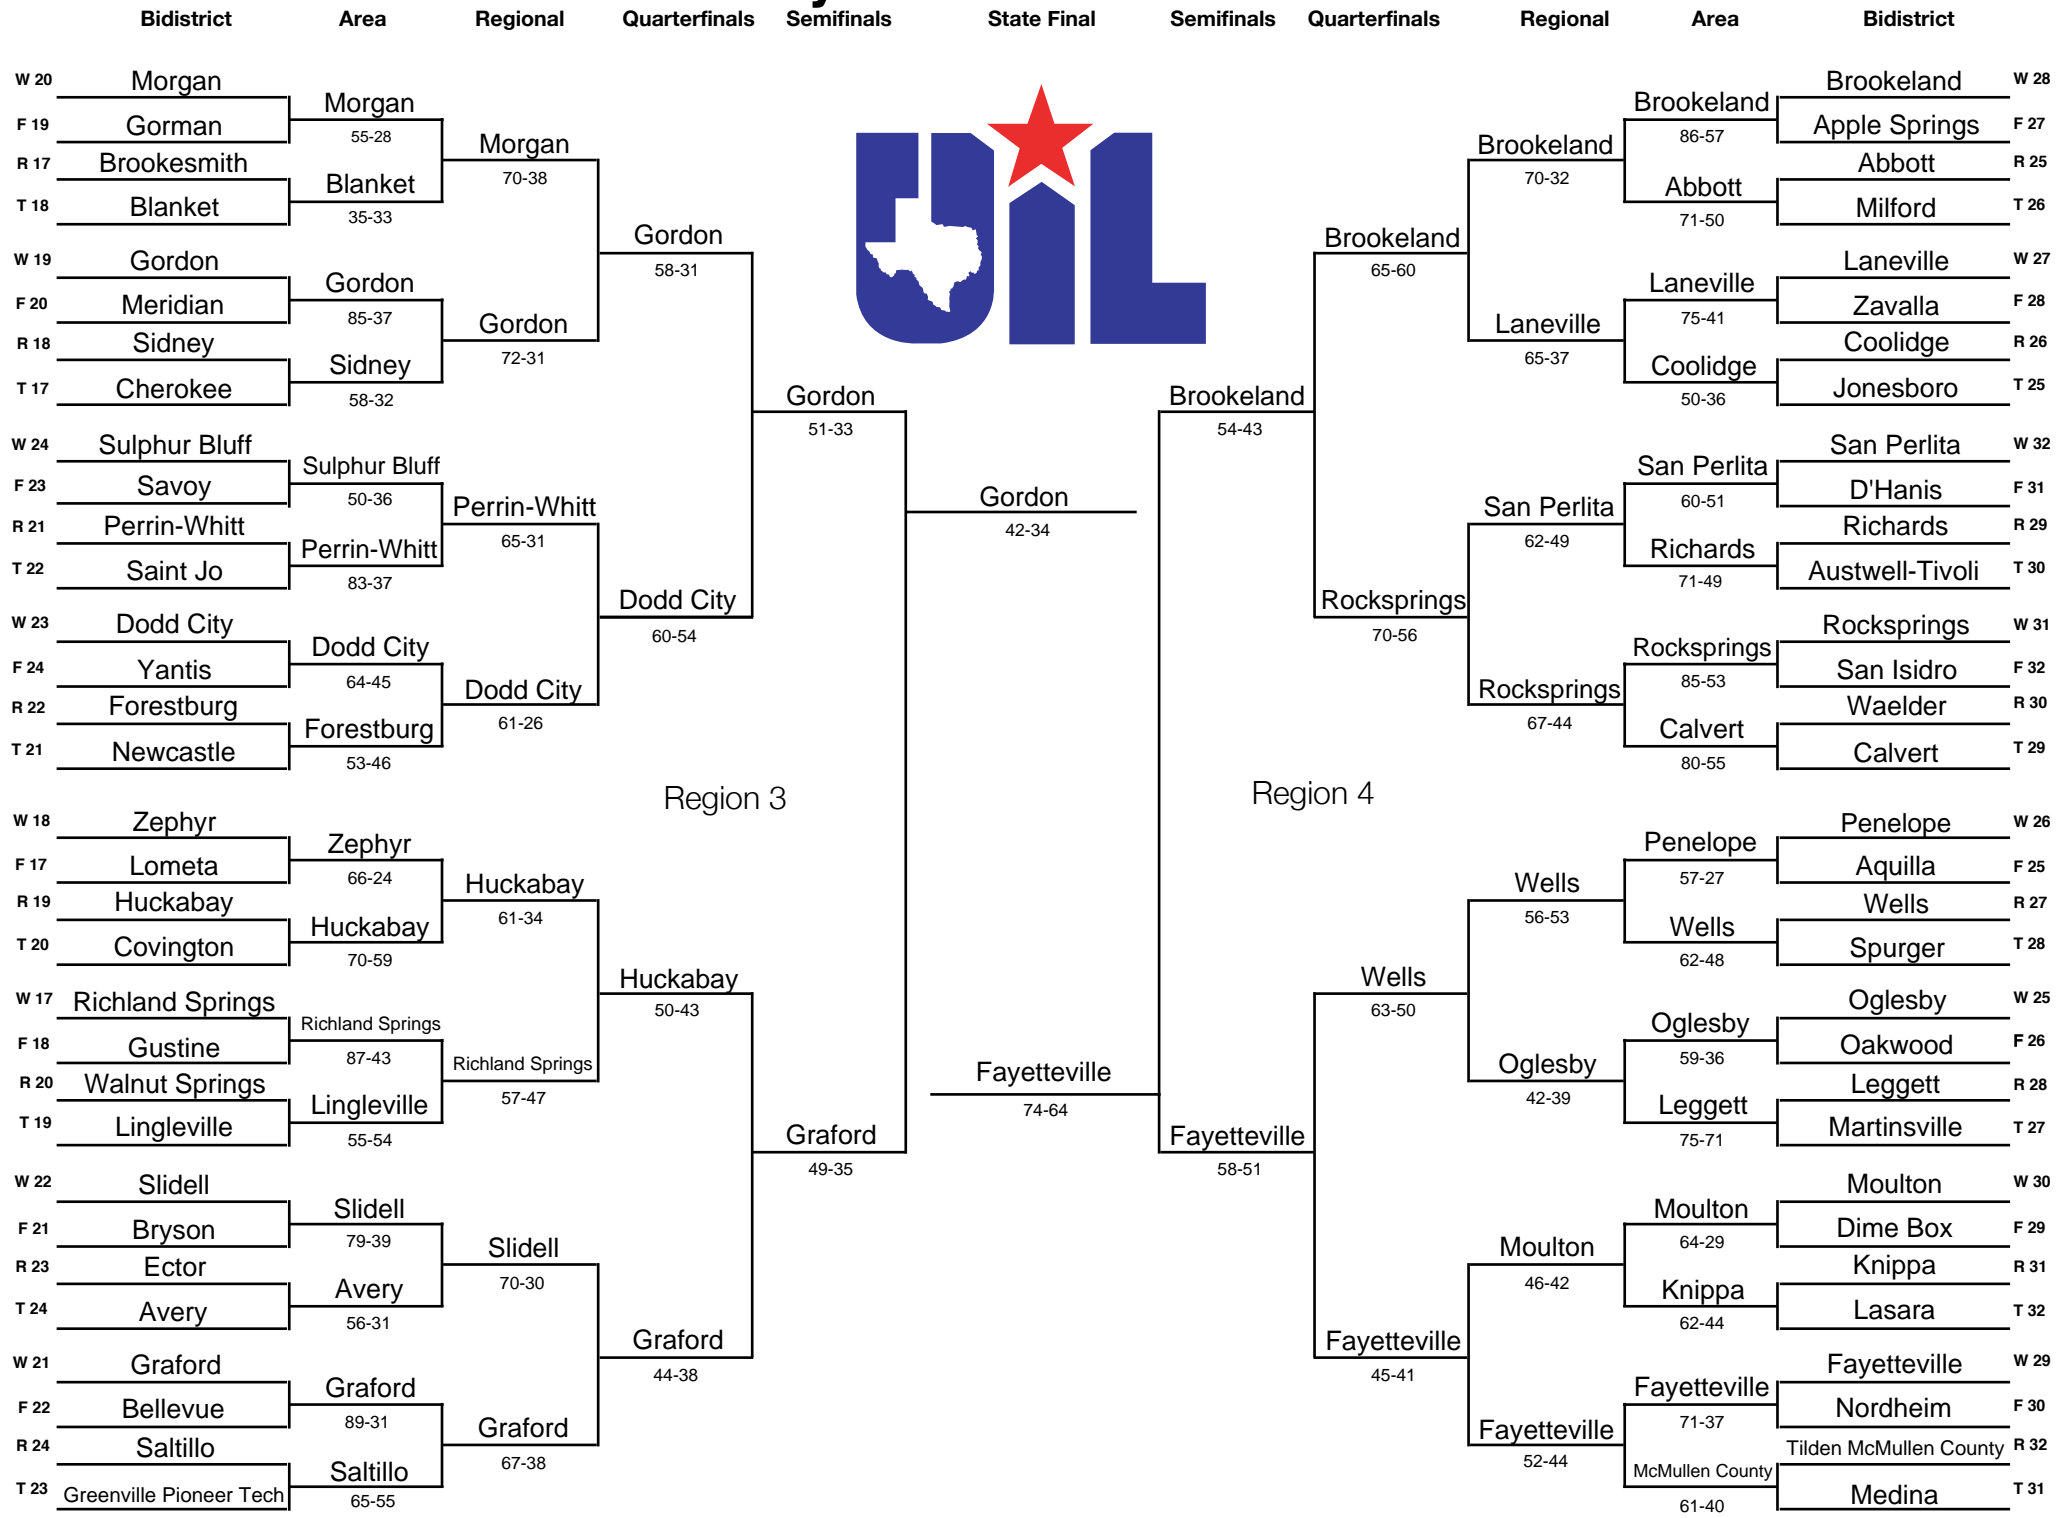 Bidistrict Area Regional Quarterfinals Semifinals State Final Semifinals Quarterfinals Regional Area Bidistrict
W 20 Morgan
F 19 Gorman
R 17 Brookesmith
T 18 Blanket
W 19 Gordon
F 20 Meridian
R 18 Sidney
T 17 Cherokee
W 24 Sulphur Bluff
F 23 Savoy
R 21 Perrin-Whitt
T 22 Saint Jo
W 23 Dodd City
F 24 Yantis
R 22 Forestburg
T 21 Newcastle
W 18 Zephyr
F 17 Lometa
R 19 Huckabay
T 20 Covington
W 17 Richland Springs
F 18 Gustine
R 20 Walnut Springs
T 19 Lingleville
W 22 Slidell
F 21 Bryson
R 23 Ector
T 24 Avery
W 21 Graford
F 22 Bellevue
R 24 Saltillo
T 23 Greenville Pioneer Tech
Morgan
55-28
Blanket
35-33
Gordon
85-37
Sidney
58-32
Sulphur Bluff
50-36
Perrin-Whitt
83-37
Dodd City
64-45
Forestburg
53-46
Zephyr
66-24
Huckabay
70-59
Richland Springs
87-43
Lingleville
55-54
Slidell
79-39
Avery
56-31
Graford
89-31
Saltillo
65-55
Morgan
70-38
Gordon
72-31
Perrin-Whitt
65-31
Dodd City
61-26
Huckabay
61-34
Richland Springs
57-47
Slidell
70-30
Graford
67-38
Gordon
58-31
Dodd City
60-54
Region 3
Huckabay
50-43
Graford
44-38
Gordon
51-33
Graford
49-35
UIL
Gordon
42-34
Fayetteville
74-64
Brookeland
54-43
Fayetteville
58-51
Brookeland
65-60
Rocksprings
70-56
Region 4
Wells
63-50
Fayetteville
45-41
Brookeland
70-32
Laneville
65-37
San Perlita
62-49
Rocksprings
67-44
Wells
56-53
Oglesby
42-39
Moulton
46-42
Fayetteville
52-44
Brookeland
86-57
Abbott
71-50
Laneville
75-41
Coolidge
50-36
San Perlita
60-51
Richards
71-49
Rocksprings
85-53
Calvert
80-55
Penelope
57-27
Wells
62-48
Oglesby
59-36
Leggett
75-71
Moulton
64-29
Knippa
62-44
Fayetteville
71-37
McMullen County
61-40
Brookeland W 28
Apple Springs F 27
Abbott R 25
Milford T 26
Laneville W 27
Zavalla F 28
Coolidge R 26
Jonesboro T 25
San Perlita W 32
D'Hanis F 31
Richards R 29
Austwell-Tivoli T 30
Rocksprings W 31
San Isidro F 32
Waelder R 30
Calvert T 29
Penelope W 26
Aquilla F 25
Wells R 27
Spurger T 28
Oglesby W 25
Oakwood F 26
Leggett R 28
Martinsville T 27
Moulton W 30
Dime Box F 29
Knippa R 31
Lasara T 32
Fayetteville W 29
Nordheim F 30
Tilden McMullen County R 32
Medina T 31